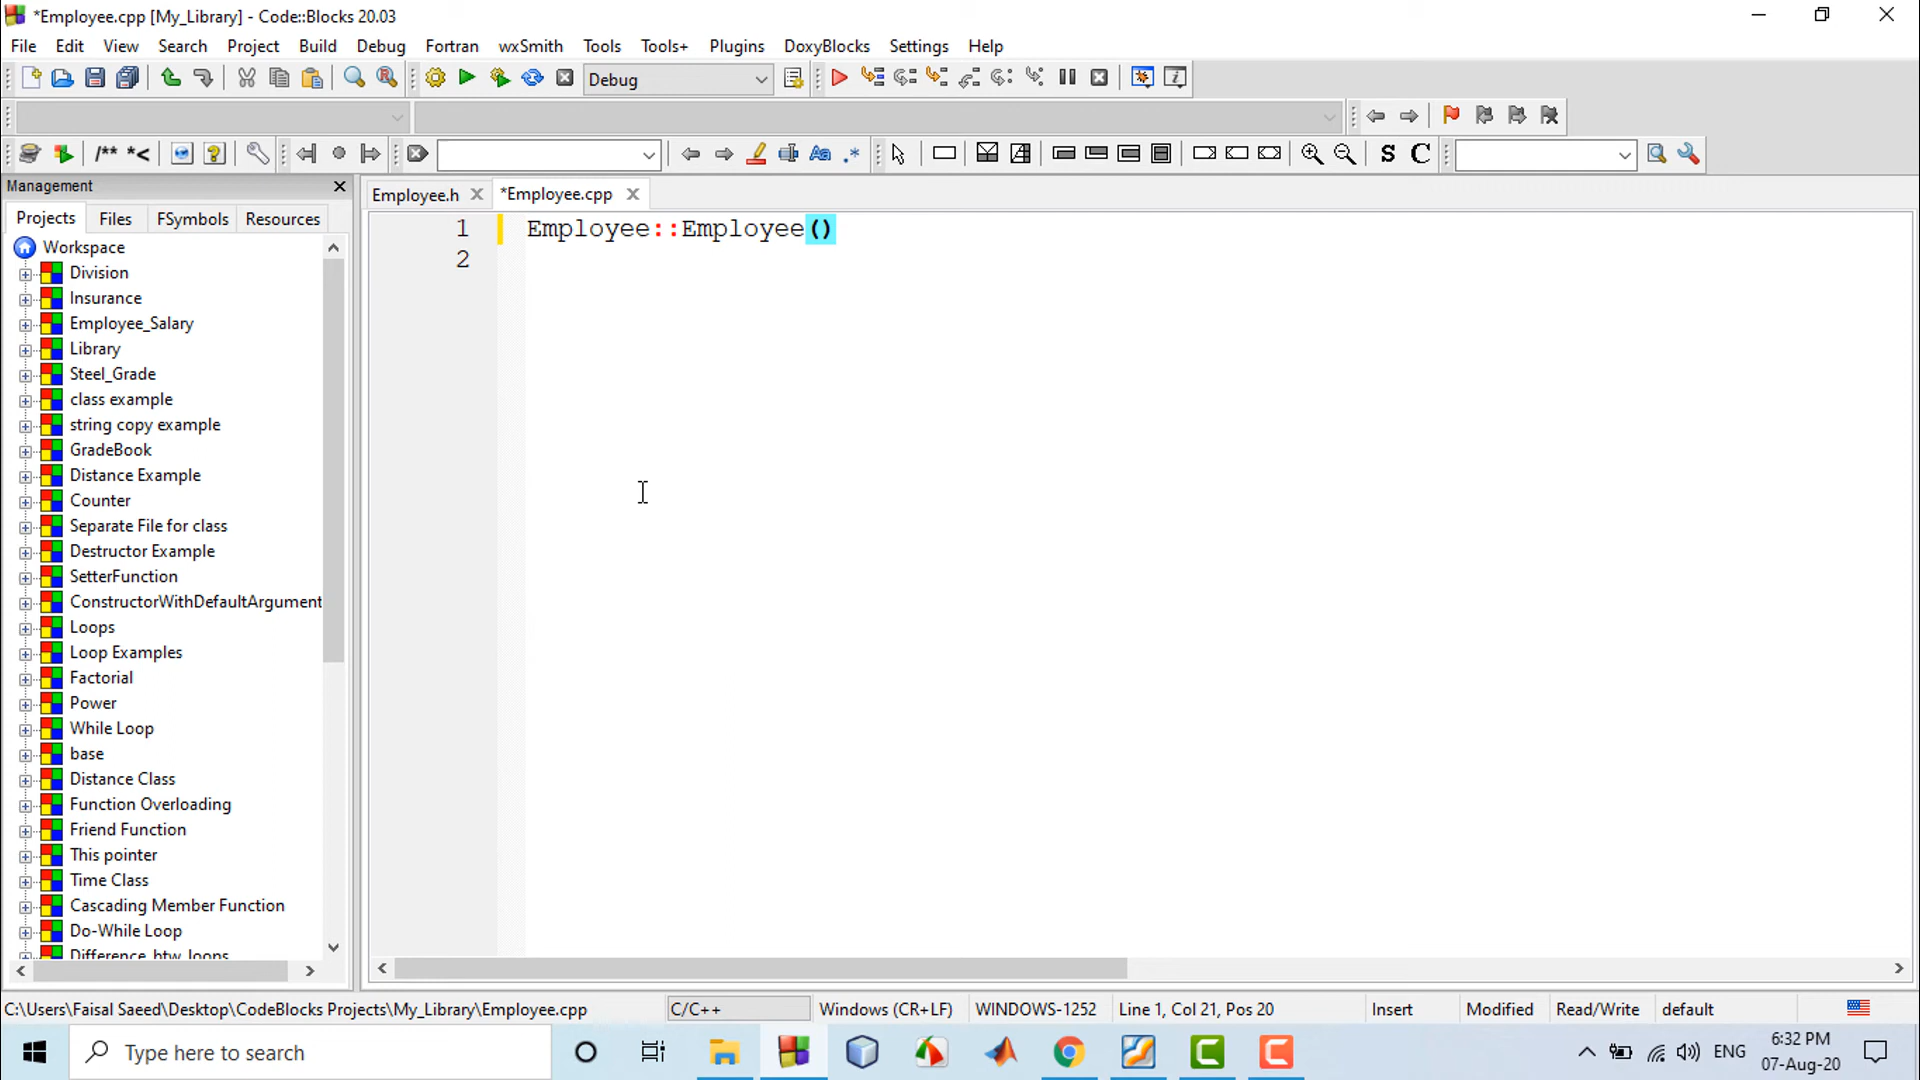 *Employee.cpp [My_Library] - Code::Blocks 20.03
File Edit View Search Project Build Debug Fortran wxSmith Tools Tools+ Plugins DoxyBlocks Settings Help
Debug
/** *<
Aa .*
S C
Management
Projects Files FSymbols Resources
Workspace
Division
Insurance
Employee_Salary
Library
Steel_Grade
class example
string copy example
GradeBook
Distance Example
Counter
Separate File for class
Destructor Example
SetterFunction
ConstructorWithDefaultArgument
Loops
Loop Examples
Factorial
Power
While Loop
base
Distance Class
Function Overloading
Friend Function
This pointer
Time Class
Cascading Member Function
Do-While Loop
Difference_btw_loops
Employee.h *Employee.cpp
1 Employee::Employee()
2
C:\Users\Faisal Saeed\Desktop\CodeBlocks Projects\My_Library\Employee.cpp C/C++ Windows (CR+LF) WINDOWS-1252 Line 1, Col 21, Pos 20 Insert Modified Read/Write default
Type here to search
ENG
6:32 PM
07-Aug-20